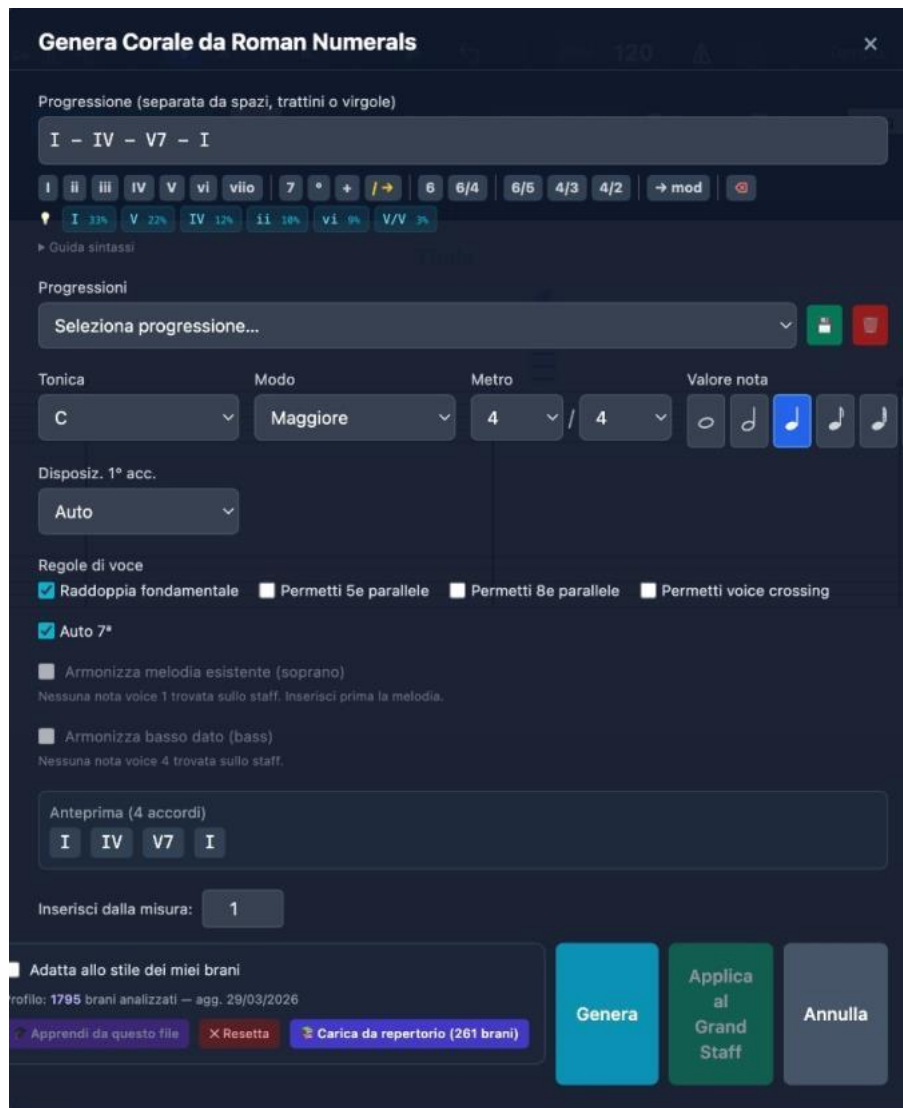 Genera Corale da Roman Numerals ×
120
Progressione (separata da spazi, trattini o virgole)
I – IV – V7 – I
I ii iii IV V vi viio 7 ° + /→ 6 6/4 6/5 4/3 4/2 → mod
I 33% V 22% IV 12% ii 10% vi 9% V/V 3%
▸ Guida sintassi
Progressioni
Seleziona progressione...
Tonica Modo Metro Valore nota
C Maggiore 4 / 4
Disposiz. 1° acc.
Auto
Regole di voce
Raddoppia fondamentale Permetti 5e parallele Permetti 8e parallele Permetti voice crossing
Auto 7ª
Armonizza melodia esistente (soprano)
Nessuna nota voice 1 trovata sullo staff. Inserisci prima la melodia.
Armonizza basso dato (bass)
Nessuna nota voice 4 trovata sullo staff.
Anteprima (4 accordi)
I IV V7 I
Inserisci dalla misura: 1
Adatta allo stile dei miei brani
rofilo: 1795 brani analizzati — agg. 29/03/2026
Apprendi da questo file × Resetta Carica da repertorio (261 brani)
Genera
Applica
al
Grand
Staff
Annulla